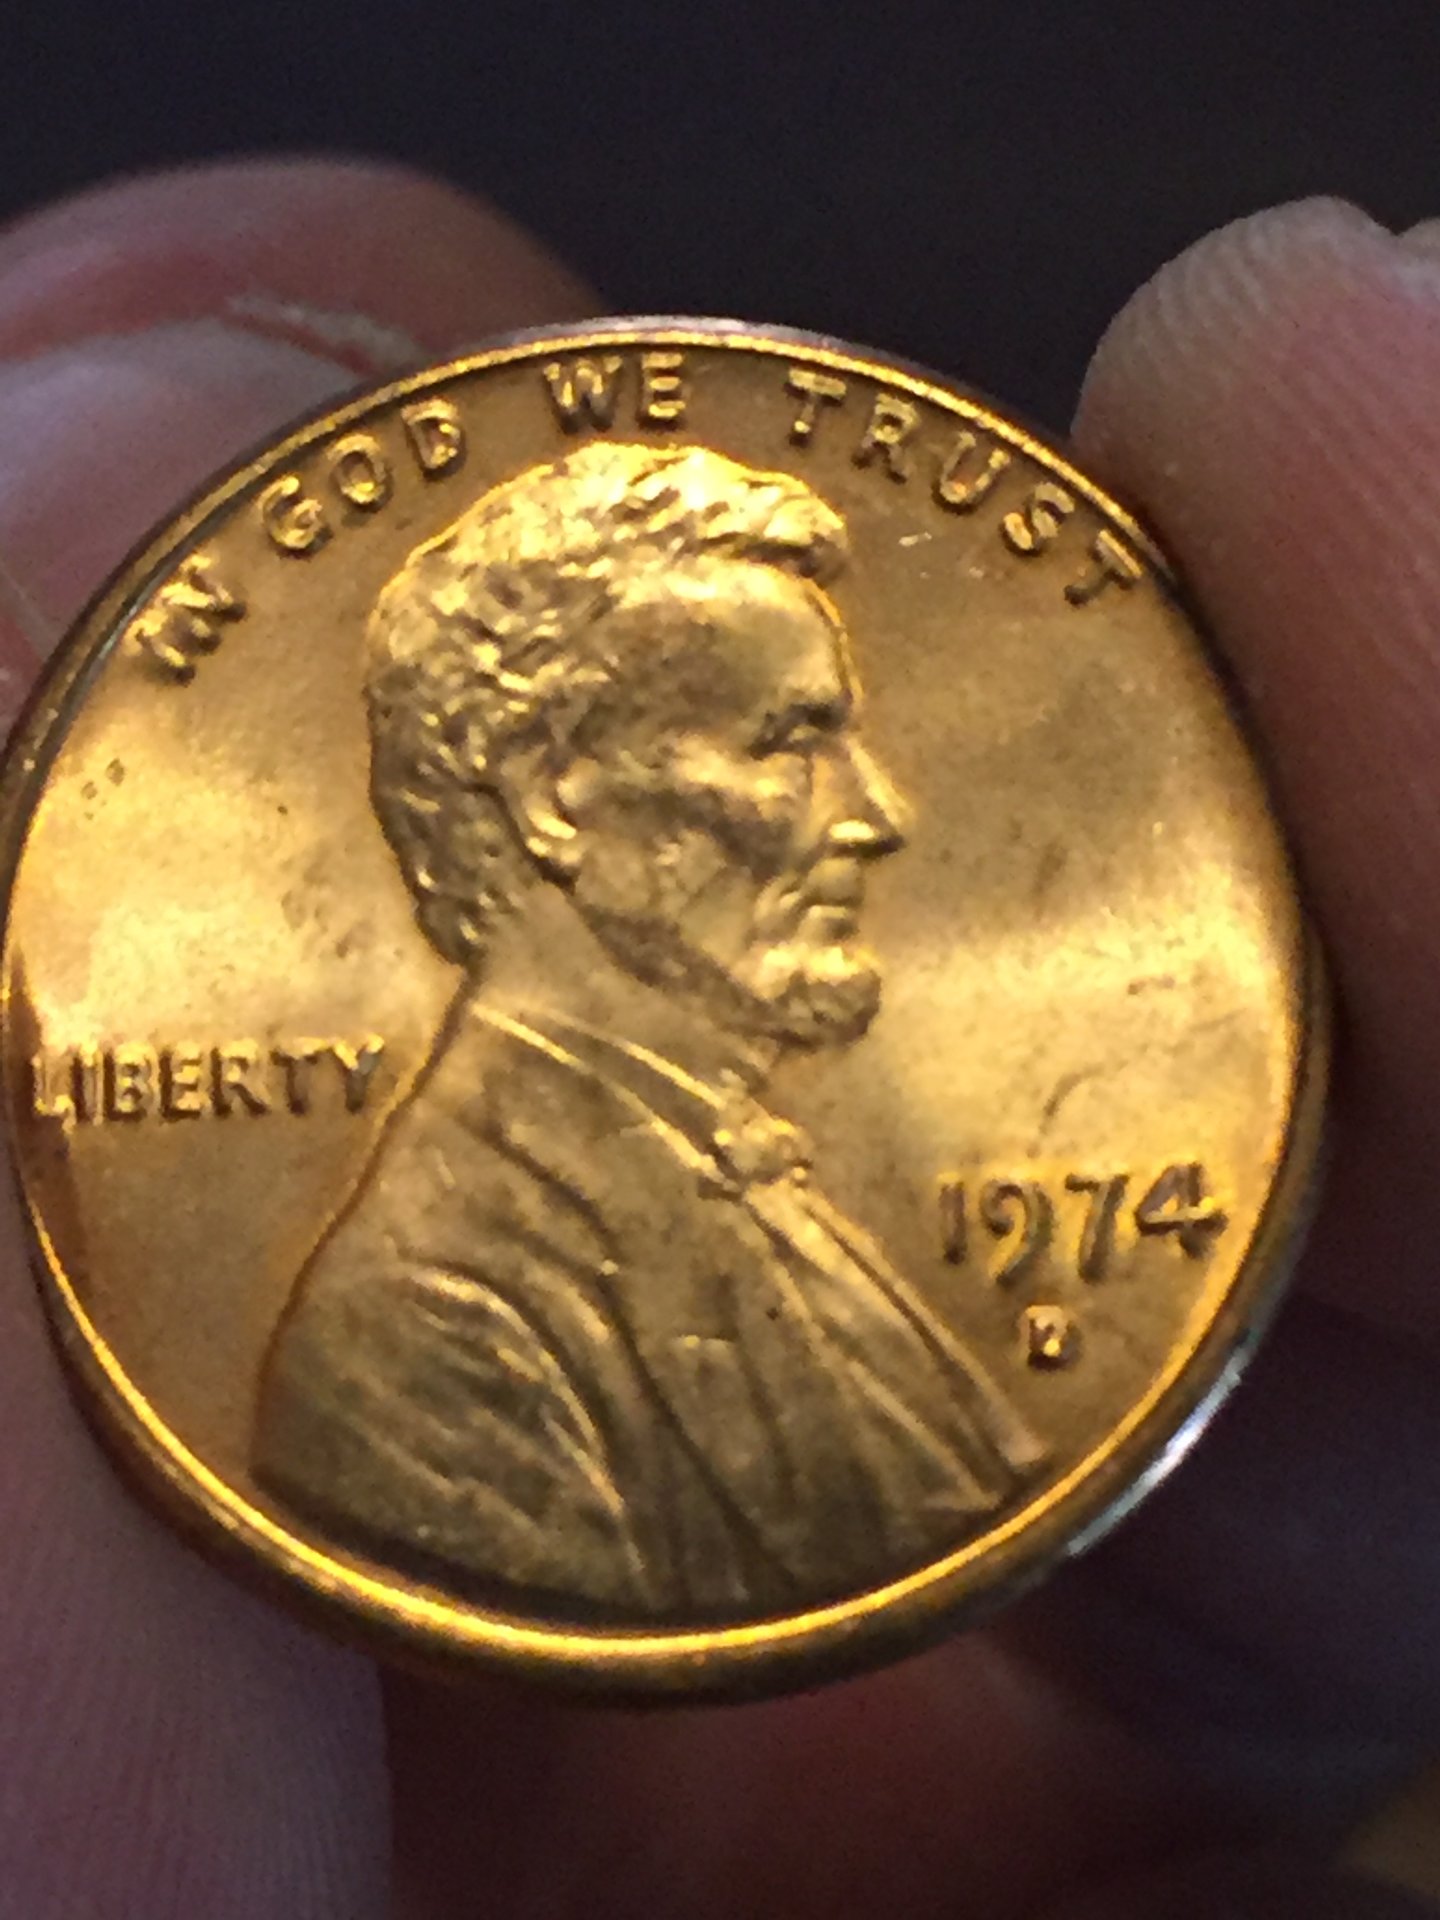 IN GOD WE TRUST
LIBERTY
1974
D